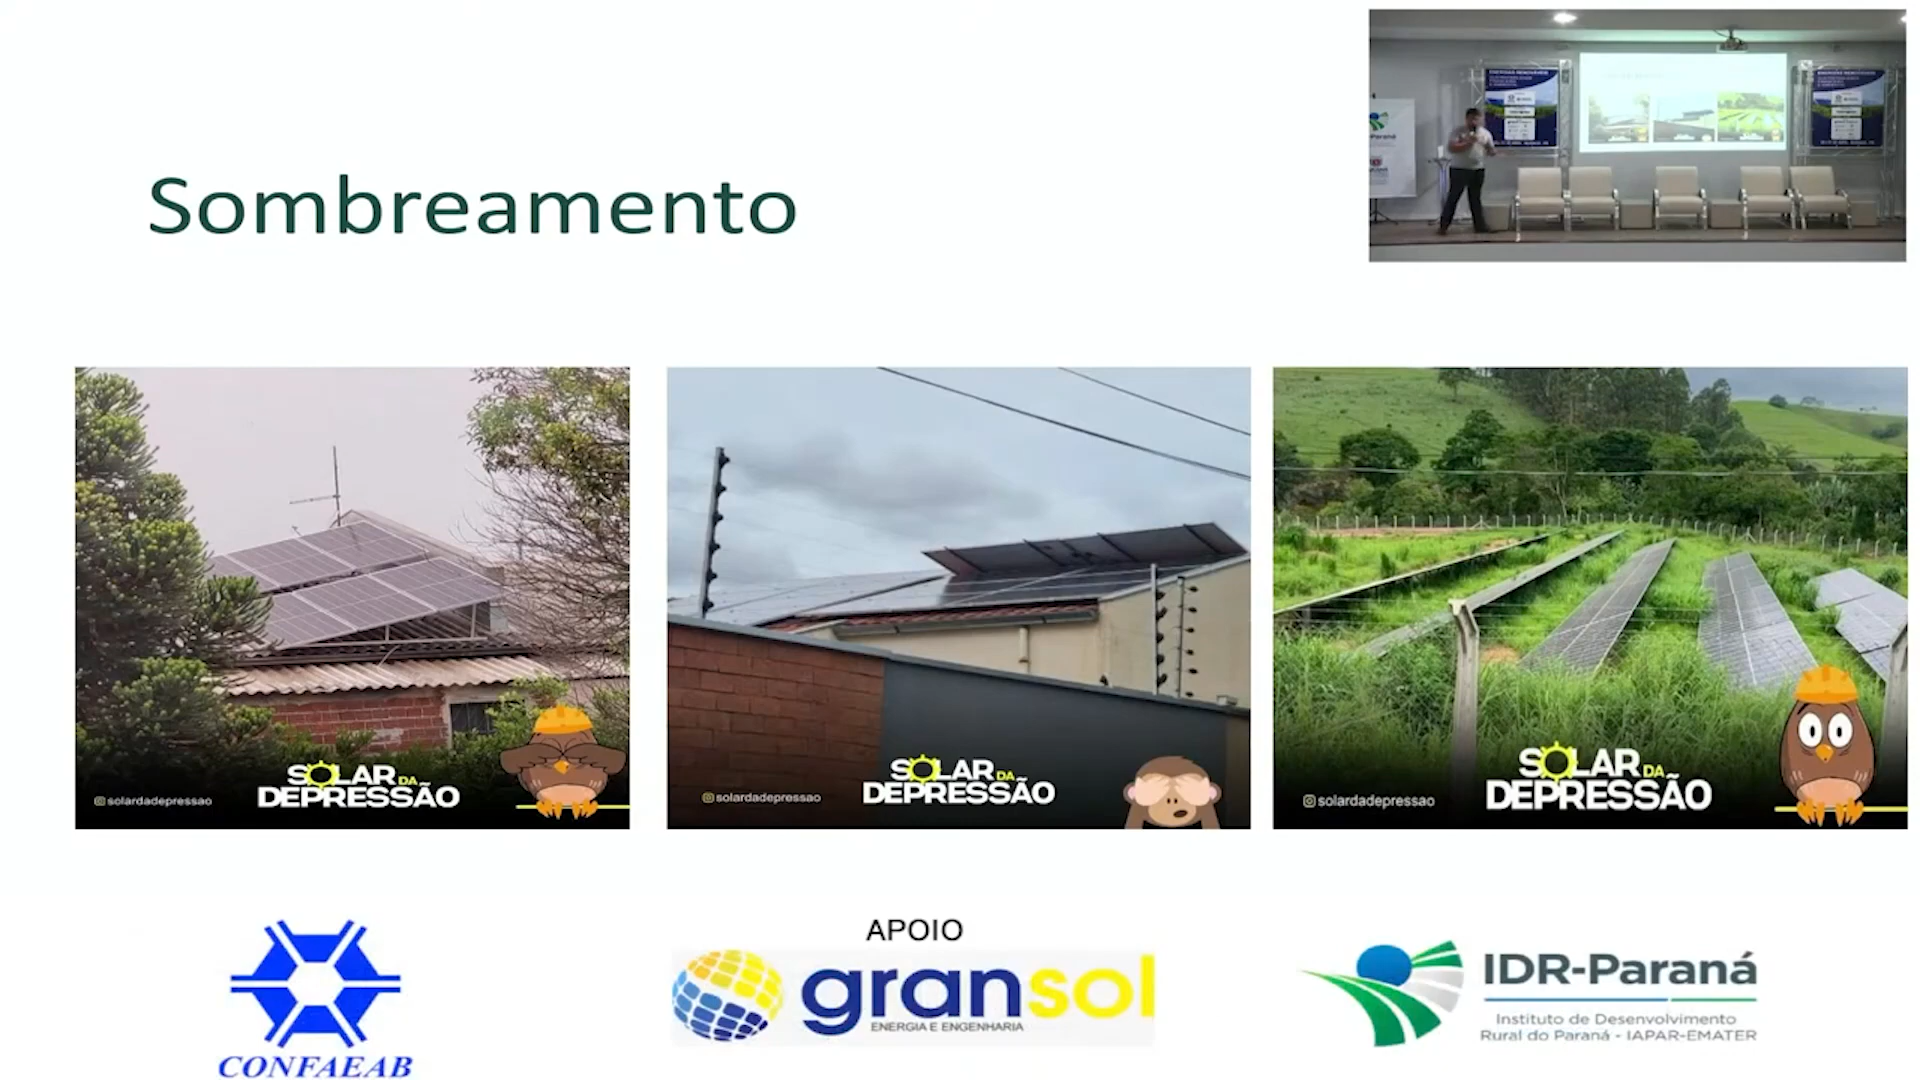 Sombreamento
SOLAR DA
DEPRESSÃO
solardadepressao
SOLAR DA
DEPRESSÃO
solardadepressao
SOLAR DA
DEPRESSÃO
solardadepressao
CONFAEAB
APOIO
gransol
ENERGIA E ENGENHARIA
IDR-Paraná
Instituto de Desenvolvimento
Rural do Paraná - IAPAR-EMATER